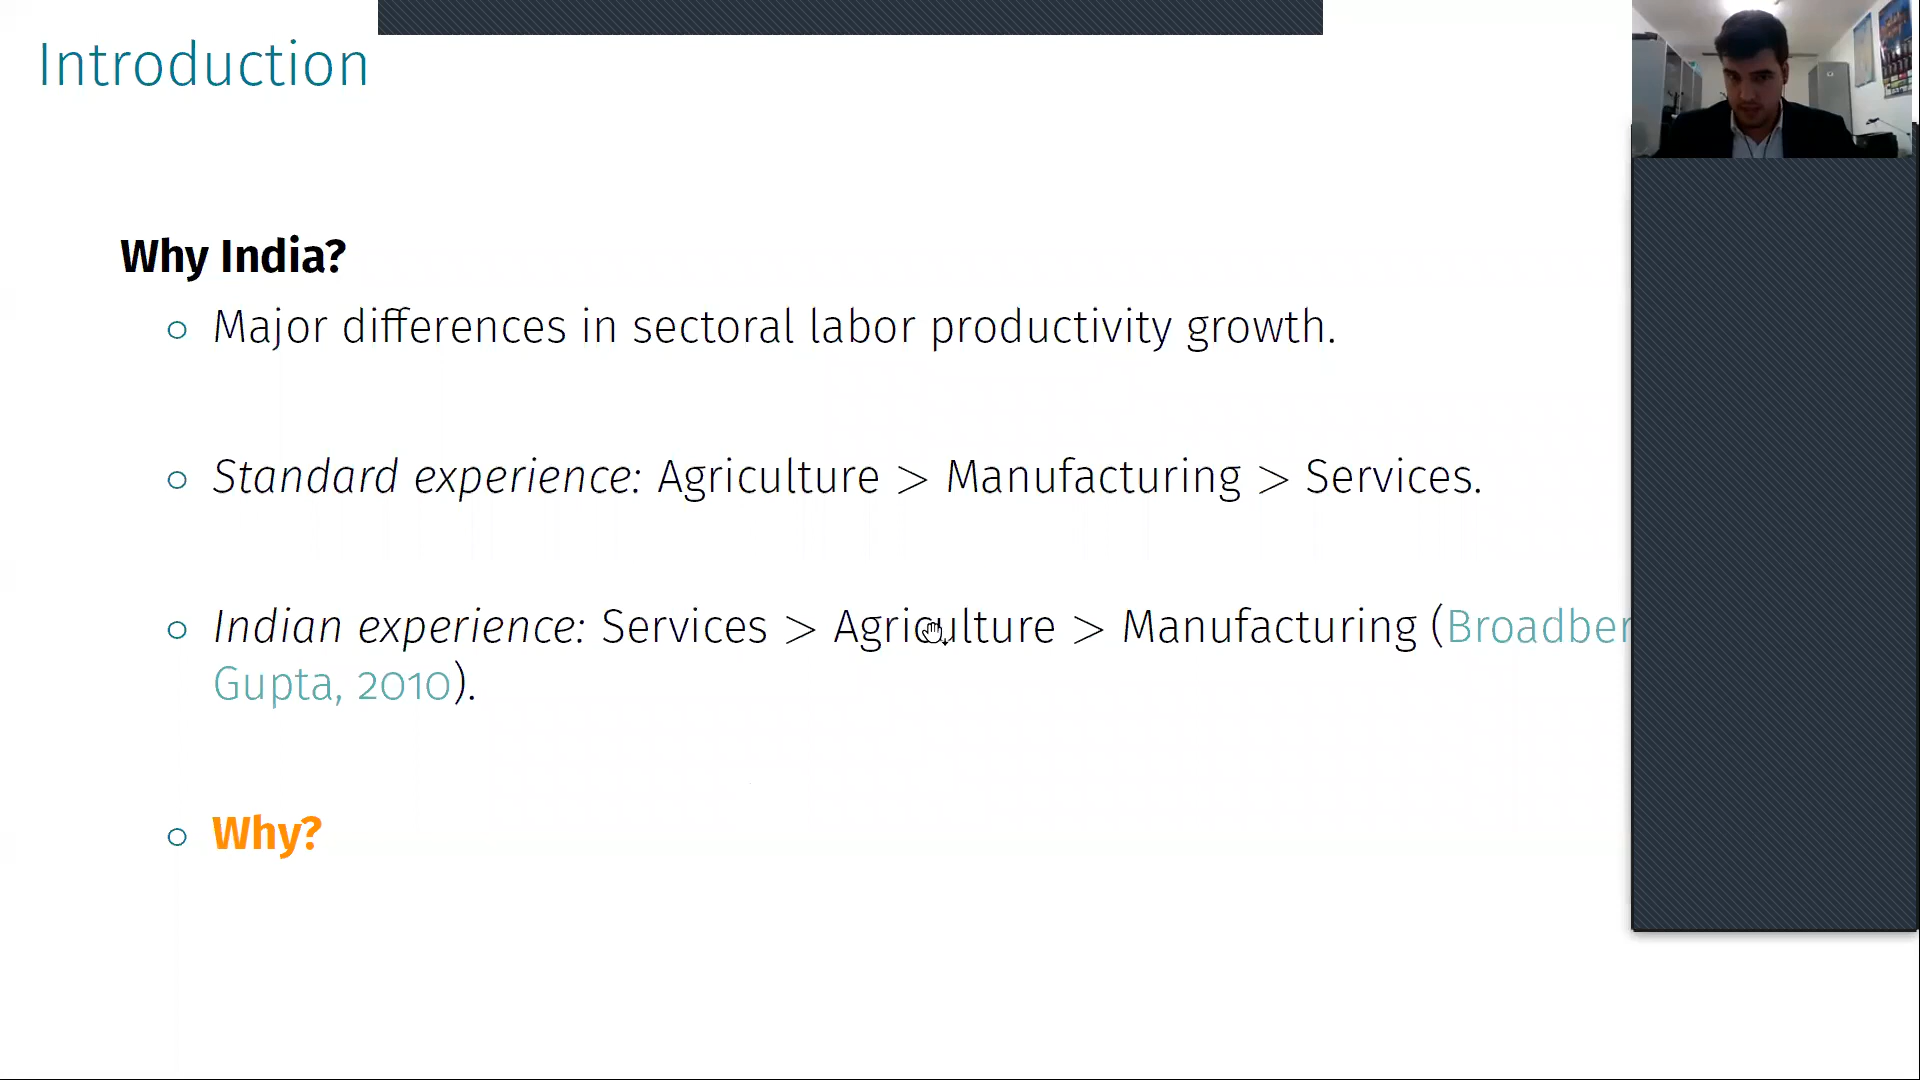 Introduction
Why India?
Major differences in sectoral labor productivity growth.
Standard experience: Agriculture > Manufacturing > Services.
Indian experience: Services > Agriculture > Manufacturing (
Gupta, 2010).
Why?